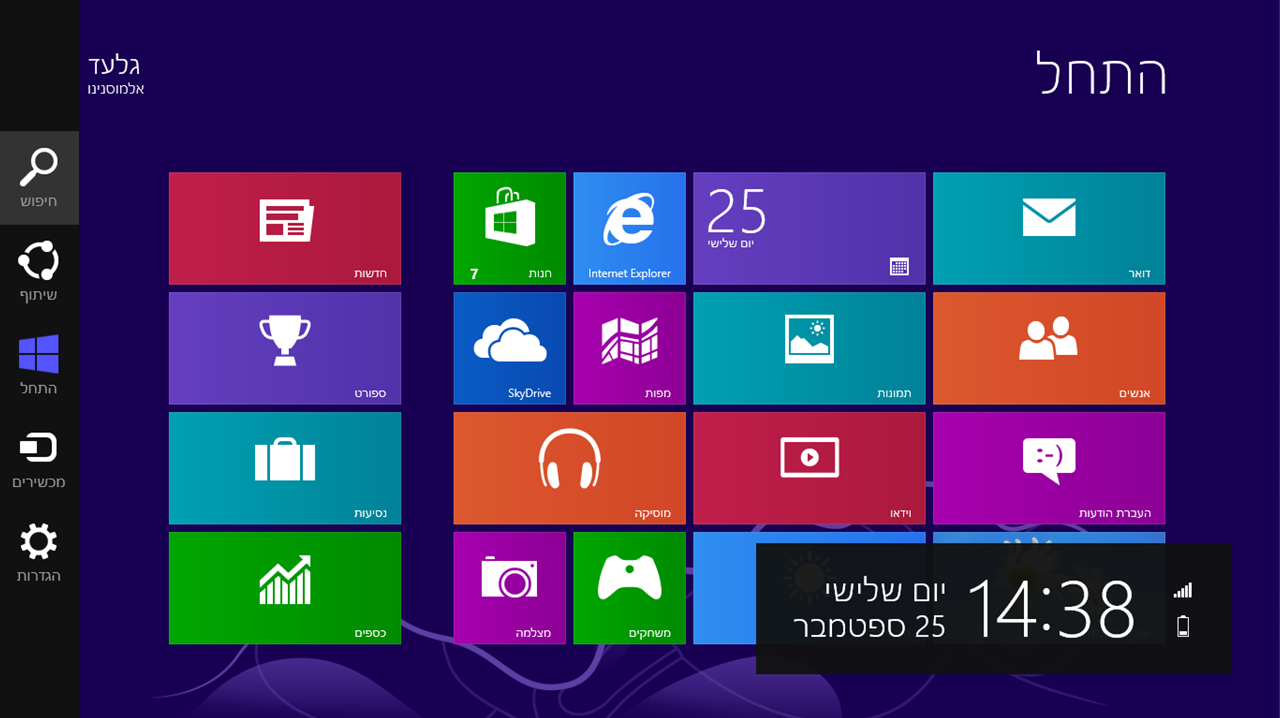 התחל
גלעד
אלמוסנינו
חיפוש
שיתוף
התחל
מכשירים
הגדרות
דואר
25
יום שלישי
Internet Explorer
חנות
7
חדשות
אנשים
תמונות
מפות
SkyDrive
ספורט
העברת הודעות
:-)
וידאו
מוסיקה
נסיעות
משחקים
מצלמה
כספים
14:38
יום שלישי
25 ספטמבר